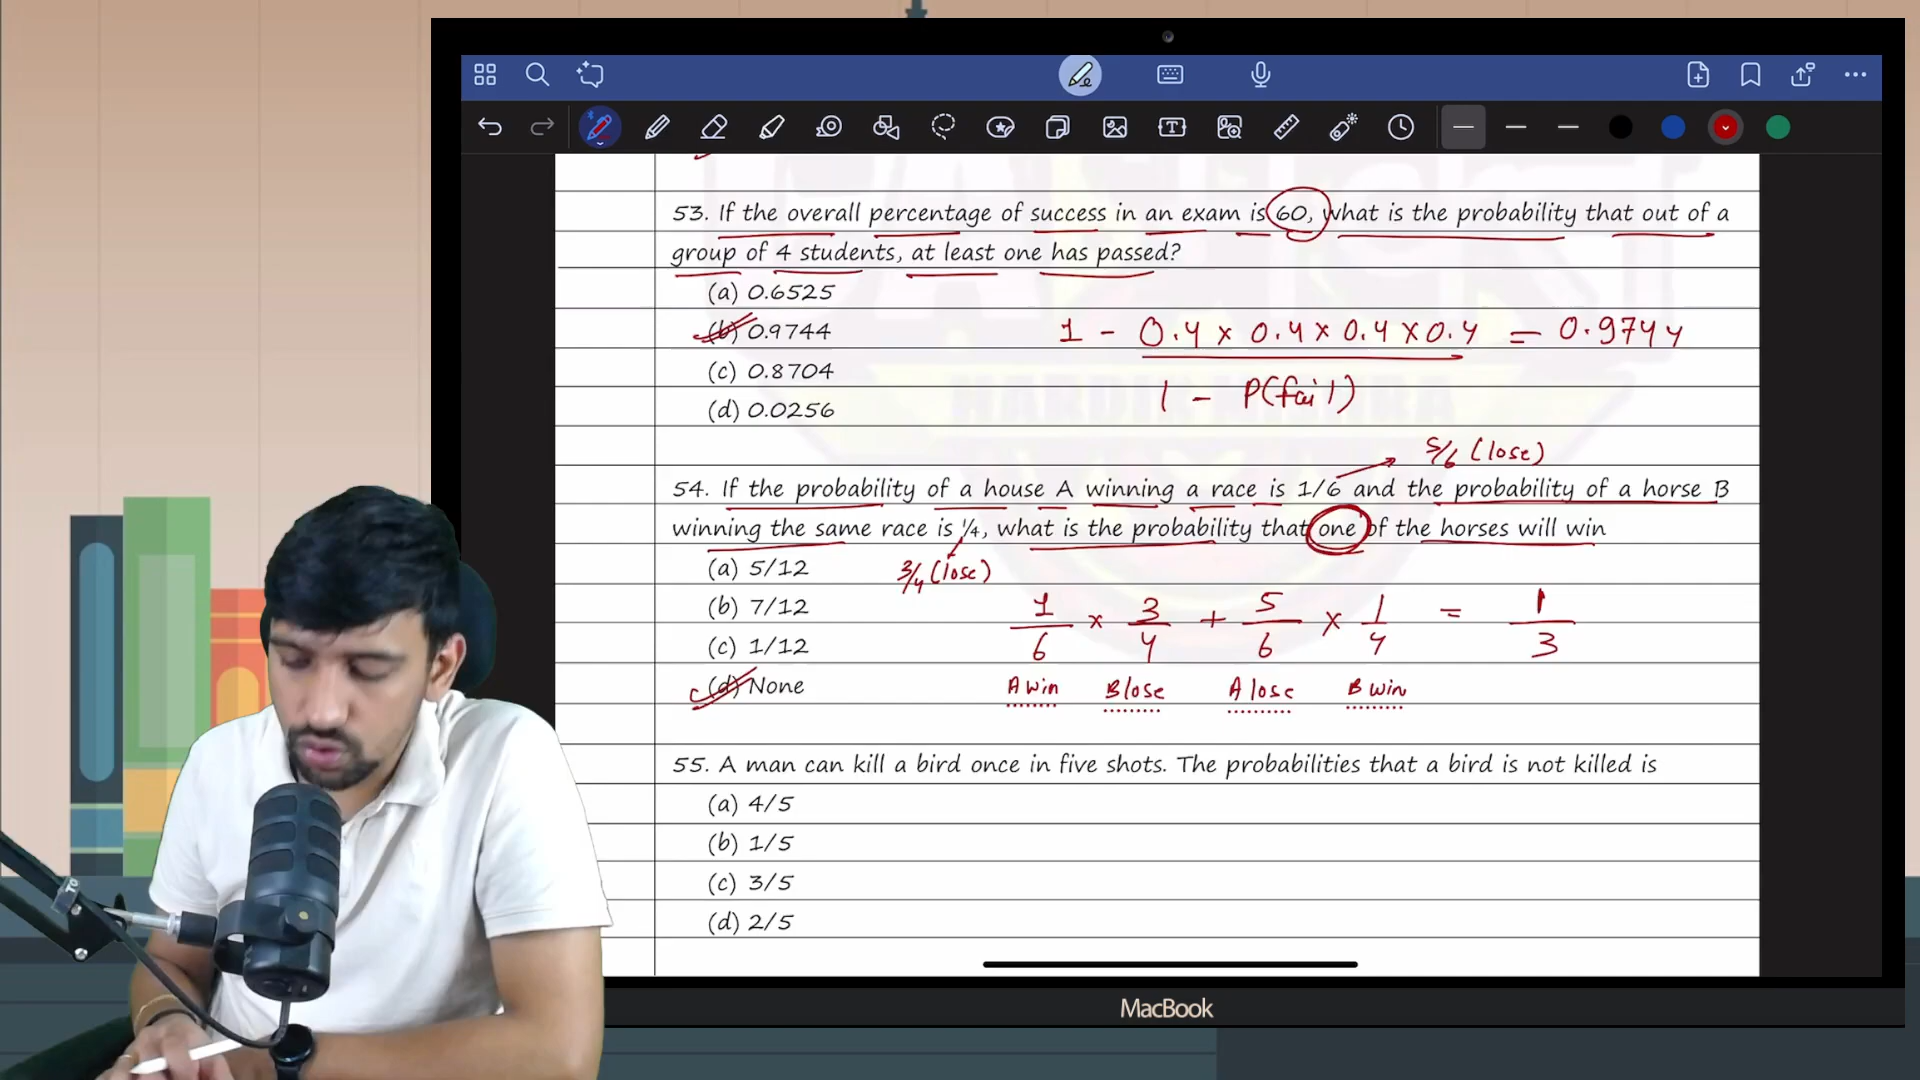 53. If the overall percentage of success in an exam is 60, what is the probability that out of a
group of 4 students, at least one has passed?
(a) 0.6525
(b) 0.9744
1 - 0.4 x 0.4 x 0.4 x 0.4 = 0.9744
(c) 0.8704
1 - P(fail)
(d) 0.0256
5/6 (lose)
54. If the probability of a house A winning a race is 1/6 and the probability of a horse B
winning the same race is ¼, what is the probability that one of the horses will win
(a) 5/12
3/4 (lose)
(b) 7/12
1/6 x 3/4 + 5/6 x 1/4 = 1/3
(c) 1/12
(d) None
A win B lose A lose B win
55. A man can kill a bird once in five shots. The probabilities that a bird is not killed is
(a) 4/5
(b) 1/5
(c) 3/5
(d) 2/5
MacBook